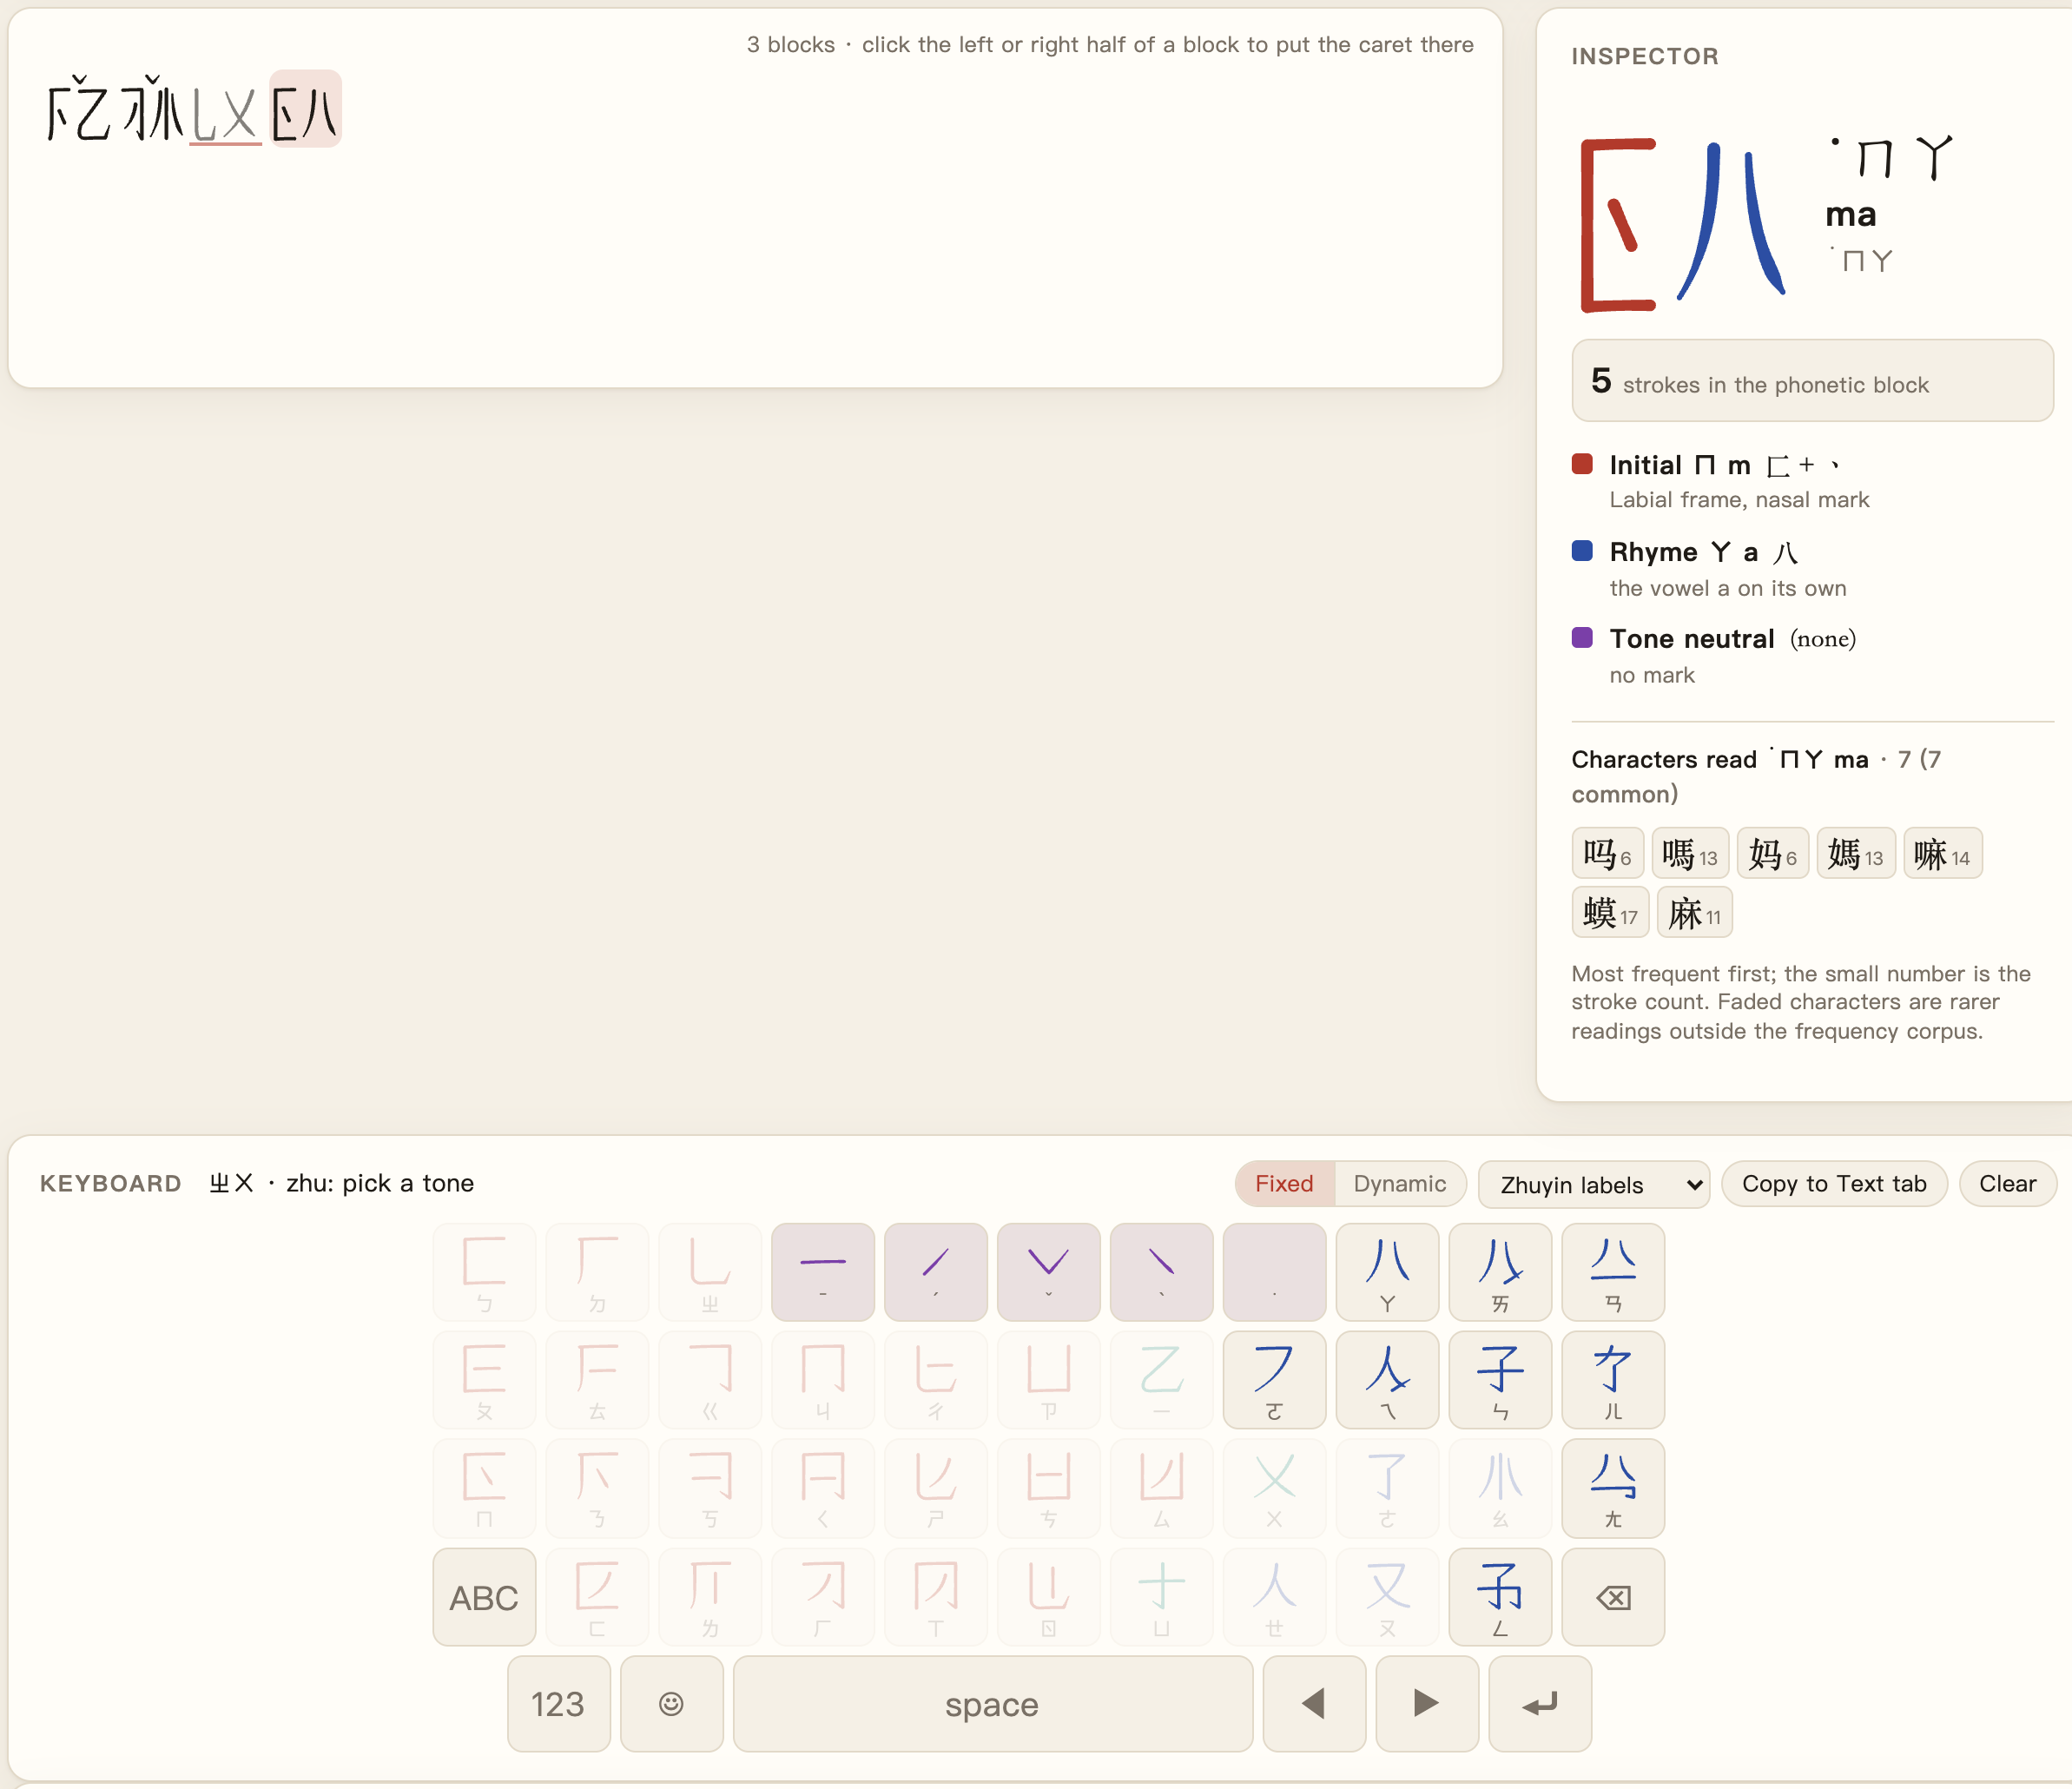 3 blocks · click the left or right half of a block to put the caret there
INSPECTOR
˙ㄇㄚ
ma
˙ㄇㄚ
5 strokes in the phonetic block
Initial ㄇ m 匚 + 丶
Labial frame, nasal mark
Rhyme ㄚ a 八
the vowel a on its own
Tone neutral (none)
no mark
Characters read ˙ㄇㄚ ma · 7 (7
common)
吗6 嗎13 妈6 媽13 嘛14
蟆17 麻11
Most frequent first; the small number is the
stroke count. Faded characters are rarer
readings outside the frequency corpus.
KEYBOARD ㄓㄨ · zhu: pick a tone
Fixed Dynamic Zhuyin labels Copy to Text tab Clear
ㄅ ㄉ ㄓ ˉ ˊ ˇ ˋ ˙ ㄚ ㄞ ㄢ
ㄆ ㄊ ㄍ ㄐ ㄔ ㄗ ㄧ ㄛ ㄟ ㄣ ㄦ
ㄇ ㄋ ㄎ ㄑ ㄕ ㄘ ㄙ ㄨ ㄜ ㄠ ㄤ
ABC ㄈ ㄌ ㄏ ㄒ ㄖ ㄩ ㄝ ㄡ ㄥ
123 space